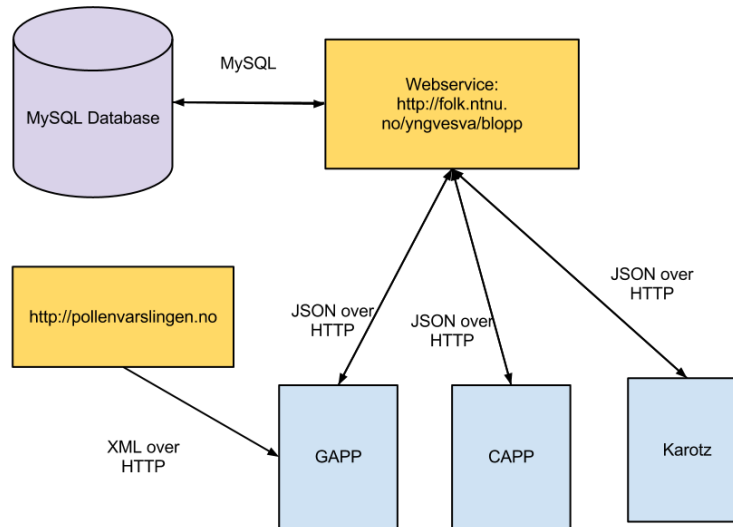 MySQL
MySQL Database
Webservice:
http://folk.ntnu.
no/yngvesva/blopp
http://pollenvarslingen.no
JSON over
HTTP
JSON over
HTTP
JSON over
HTTP
XML over
HTTP
GAPP
CAPP
Karotz